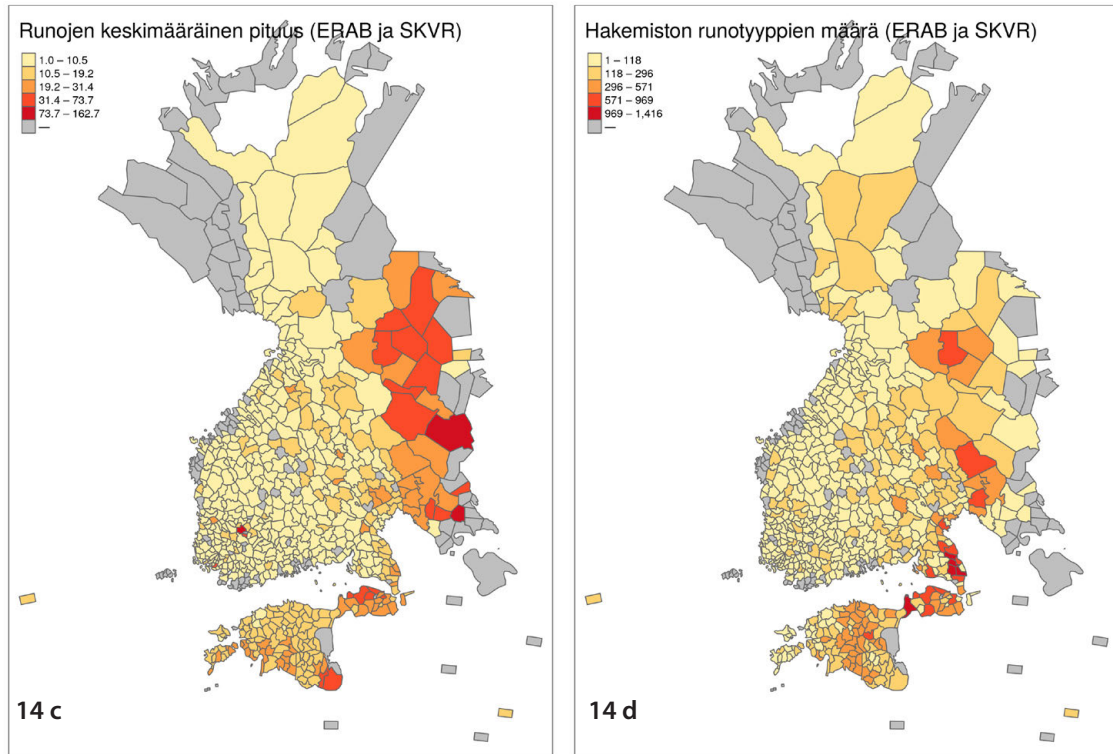 Runojen keskimääräinen pituus (ERAB ja SKVR)
1.0 – 10.5
10.5 – 19.2
19.2 – 31.4
31.4 – 73.7
73.7 – 162.7
—
14 c
Hakemiston runotyyppien määrä (ERAB ja SKVR)
1 – 118
118 – 296
296 – 571
571 – 969
969 – 1,416
—
14 d